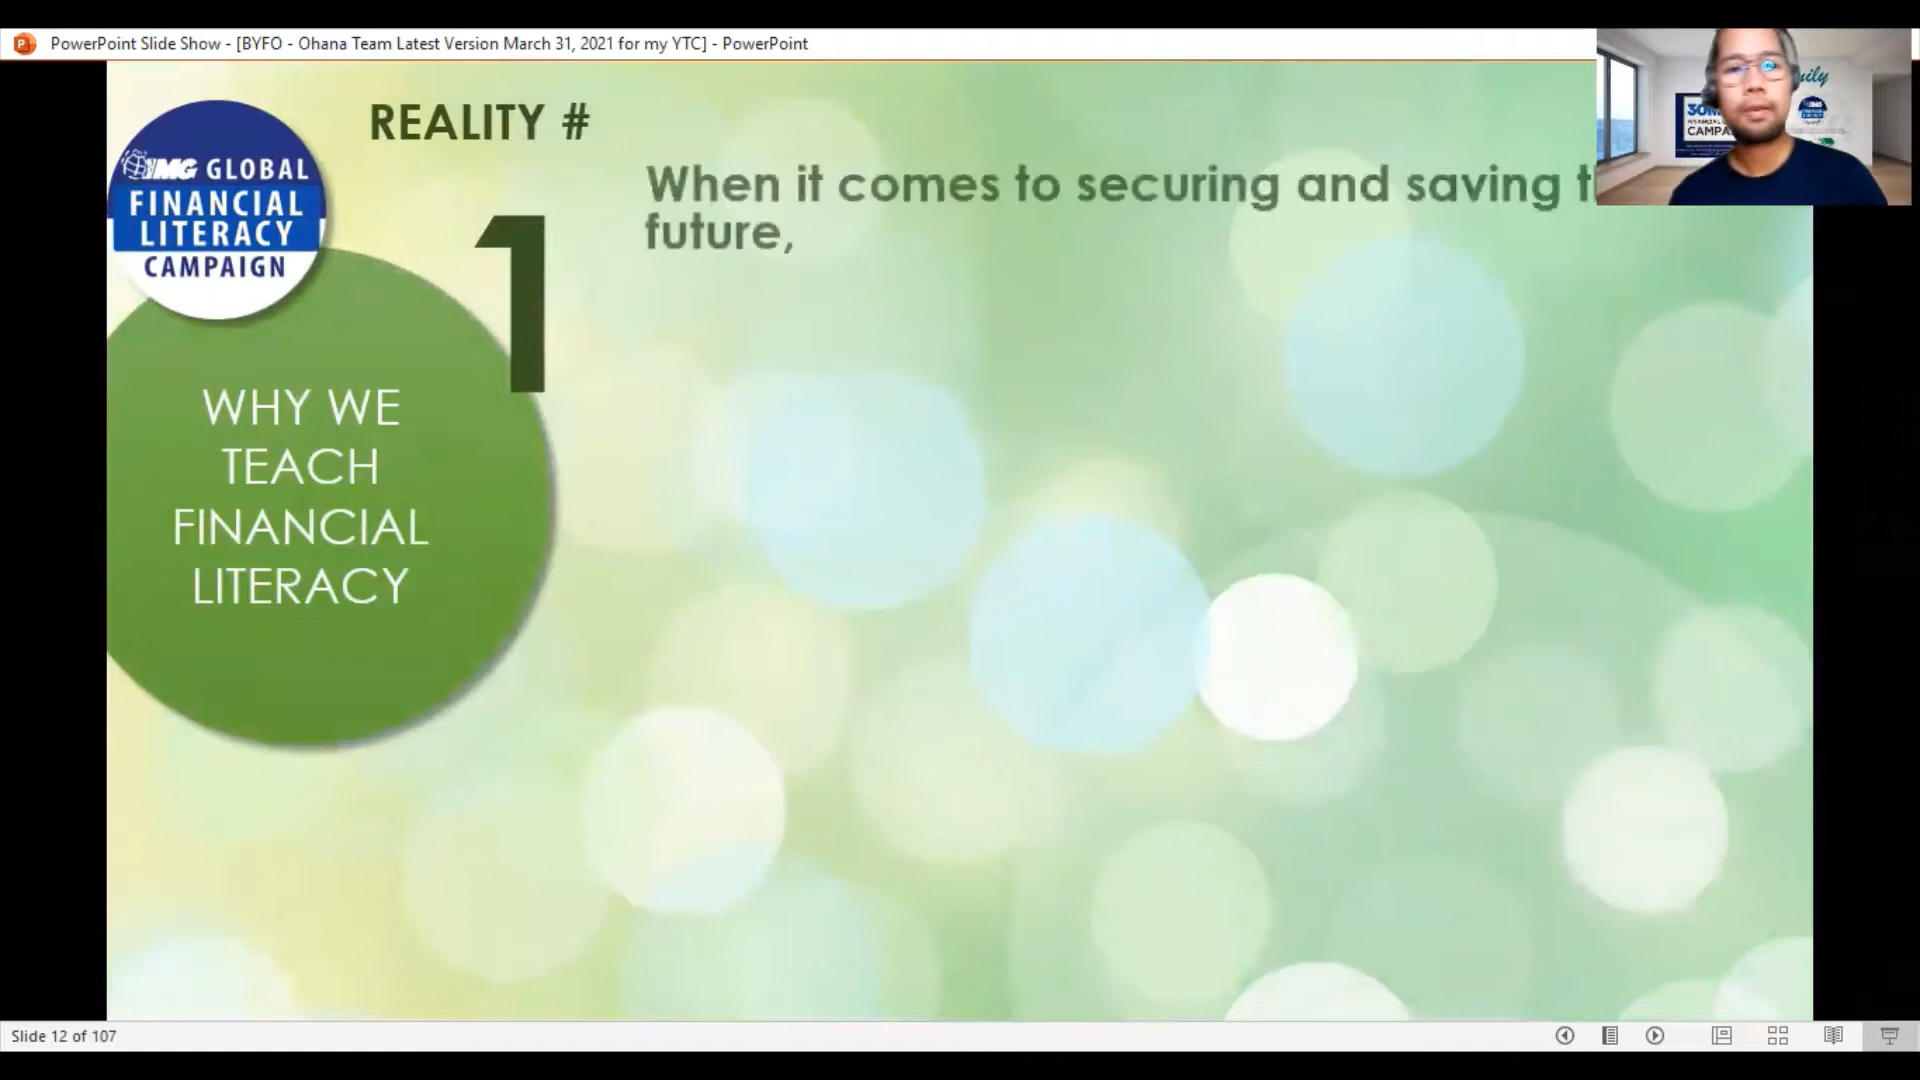 PowerPoint Slide Show - [BYFO - Ohana Team Latest Version March 31, 2021 for my YTC] - PowerPoint
IMG GLOBAL
FINANCIAL
LITERACY
CAMPAIGN
REALITY #
1
When it comes to securing and saving
future,
WHY WE
TEACH
FINANCIAL
LITERACY
Slide 12 of 107